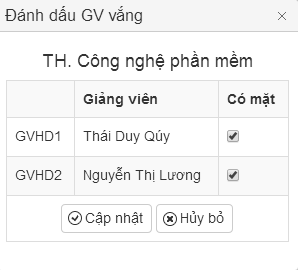 Đánh dấu GV vắng
TH. Công nghệ phần mềm
Giảng viên Có mặt
GVHD1 Thái Duy Qúy
GVHD2 Nguyễn Thị Lương
Cập nhật Hủy bỏ